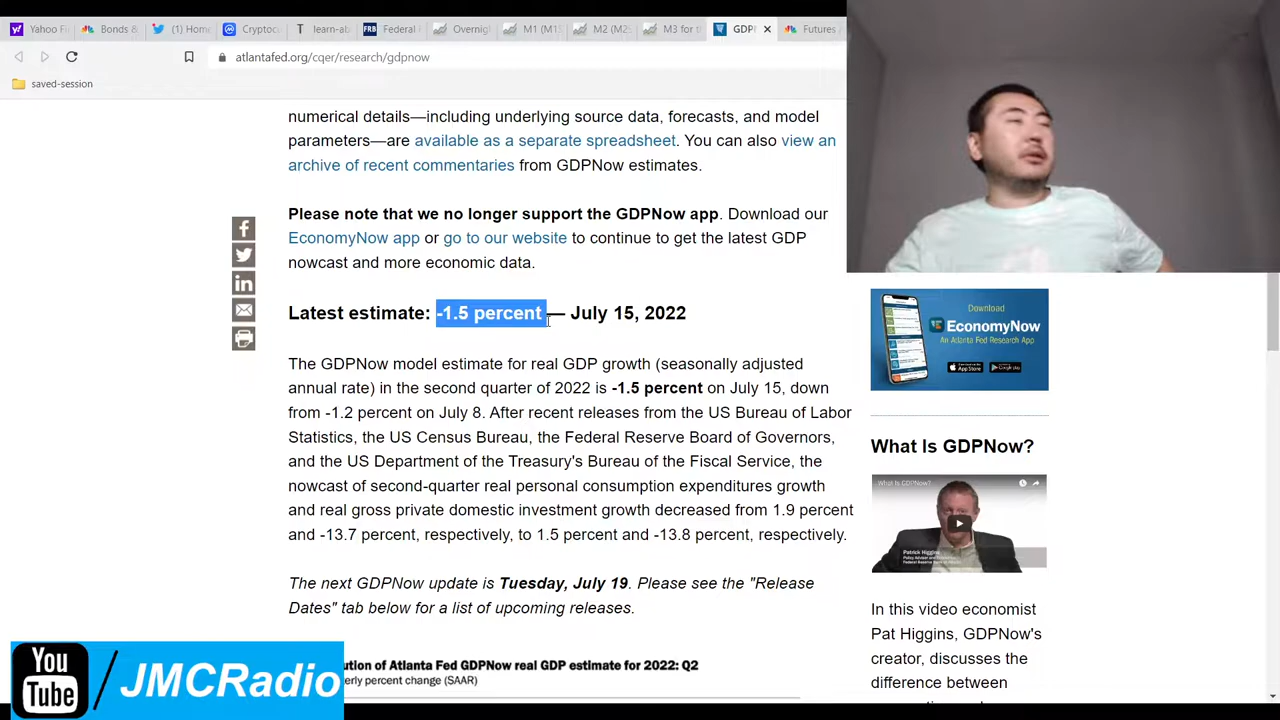 Yahoo Fi
Bonds &
(1) Home
Cryptoc
learn-ab
Federal
Overnig
M1 (M1
M2 (M2
M3 for t
GDP
Futures
atlantafed.org/cqer/research/gdpnow
saved-session
numerical details—including underlying source data, forecasts, and model
parameters—are available as a separate spreadsheet. You can also view an
archive of recent commentaries from GDPNow estimates.
Please note that we no longer support the GDPNow app. Download our
EconomyNow app or go to our website to continue to get the latest GDP
nowcast and more economic data.
Latest estimate: -1.5 percent — July 15, 2022
The GDPNow model estimate for real GDP growth (seasonally adjusted
annual rate) in the second quarter of 2022 is -1.5 percent on July 15, down
from -1.2 percent on July 8. After recent releases from the US Bureau of Labor
Statistics, the US Census Bureau, the Federal Reserve Board of Governors,
and the US Department of the Treasury's Bureau of the Fiscal Service, the
nowcast of second-quarter real personal consumption expenditures growth
and real gross private domestic investment growth decreased from 1.9 percent
and -13.7 percent, respectively, to 1.5 percent and -13.8 percent, respectively.
The next GDPNow update is Tuesday, July 19. Please see the "Release
Dates" tab below for a list of upcoming releases.
ution of Atlanta Fed GDPNow real GDP estimate for 2022: Q2
erly percent change (SAAR)
Download
EconomyNow
An Atlanta Fed Research App
App Store
Google play
What Is GDPNow?
What Is GDPNow?
Patrick Higgins
In this video economist
Pat Higgins, GDPNow's
creator, discusses the
difference between
You
Tube
/JMCRadio